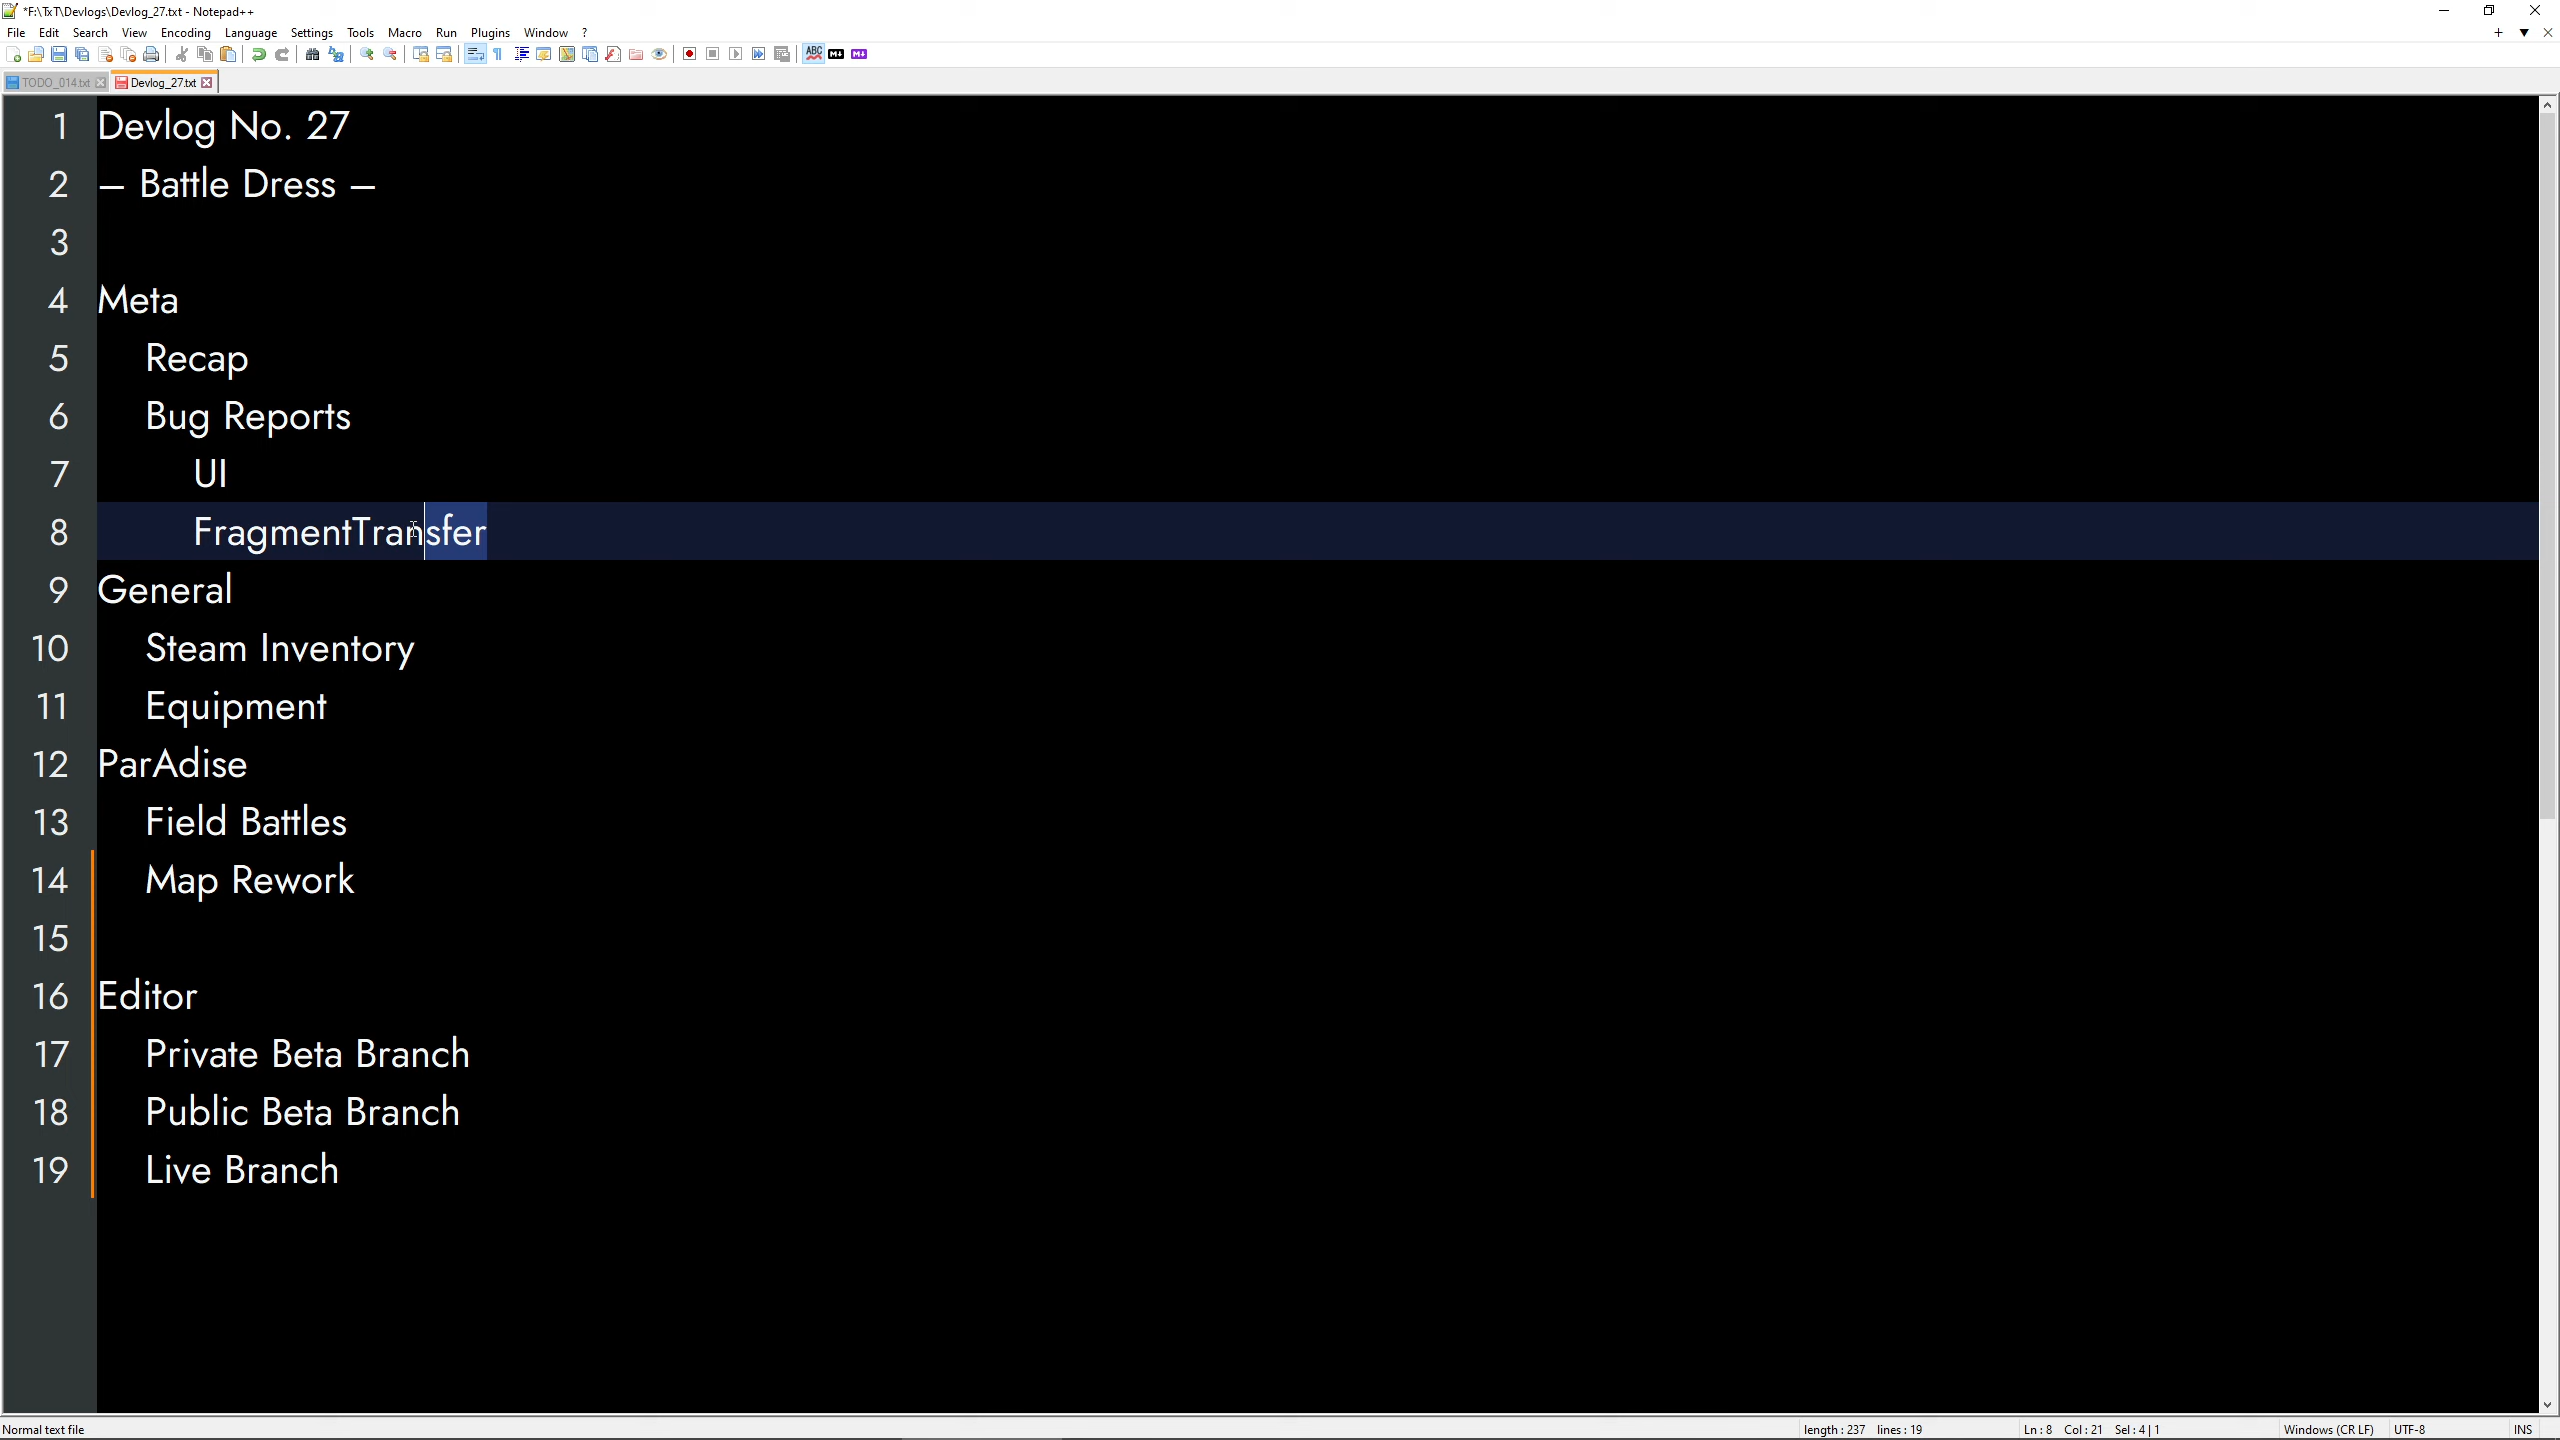 *F:\TxT\Devlogs\Devlog_27.txt - Notepad++
File Edit Search View Encoding Language Settings Tools Macro Run Plugins Window ?
TODO_014.txt Devlog_27.txt
1 Devlog No. 27
2 – Battle Dress –
3
4 Meta
5 Recap
6 Bug Reports
7 UI
8 FragmentTransfer
9 General
10 Steam Inventory
11 Equipment
12 ParAdise
13 Field Battles
14 Map Rework
15
16 Editor
17 Private Beta Branch
18 Public Beta Branch
19 Live Branch
Normal text file length : 237 lines : 19 Ln : 8 Col : 21 Sel : 4 | 1 Windows (CR LF) UTF-8 INS